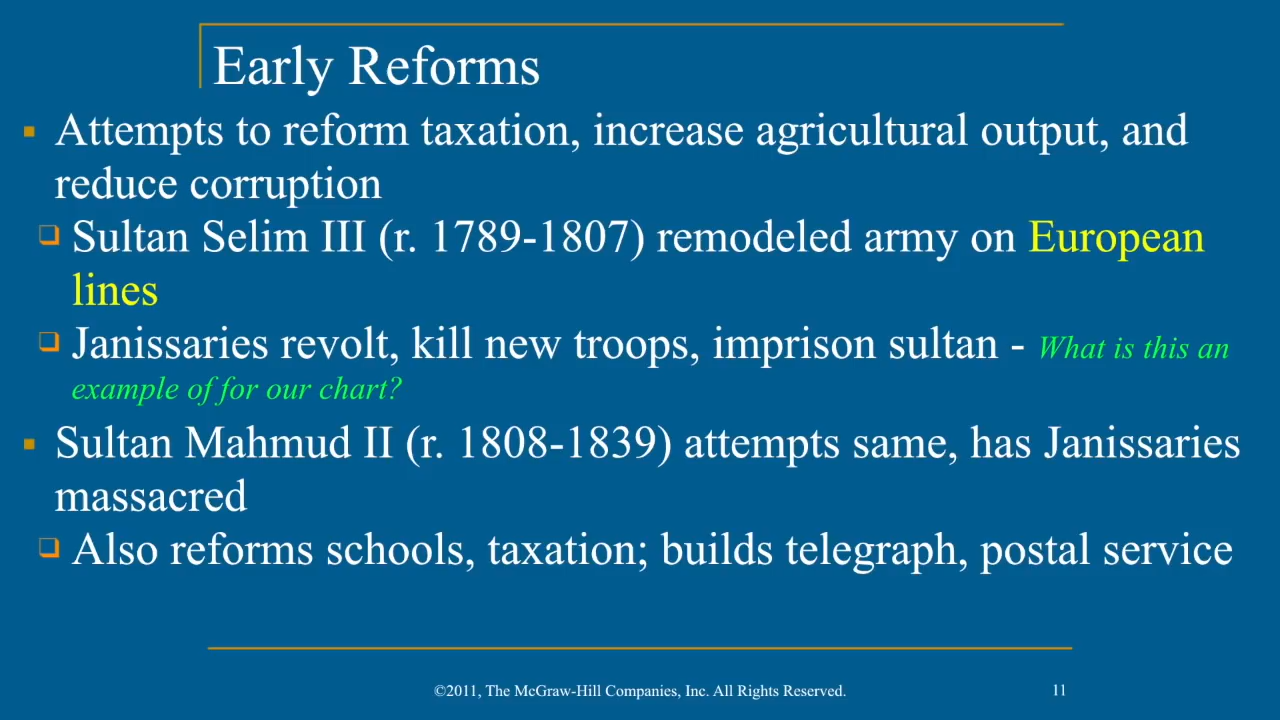 Early Reforms
Attempts to reform taxation, increase agricultural output, and
reduce corruption
Sultan Selim III (r. 1789-1807) remodeled army on European
lines
Janissaries revolt, kill new troops, imprison sultan - What is this an
example of for our chart?
Sultan Mahmud II (r. 1808-1839) attempts same, has Janissaries
massacred
Also reforms schools, taxation; builds telegraph, postal service
©2011, The McGraw-Hill Companies, Inc. All Rights Reserved.
11